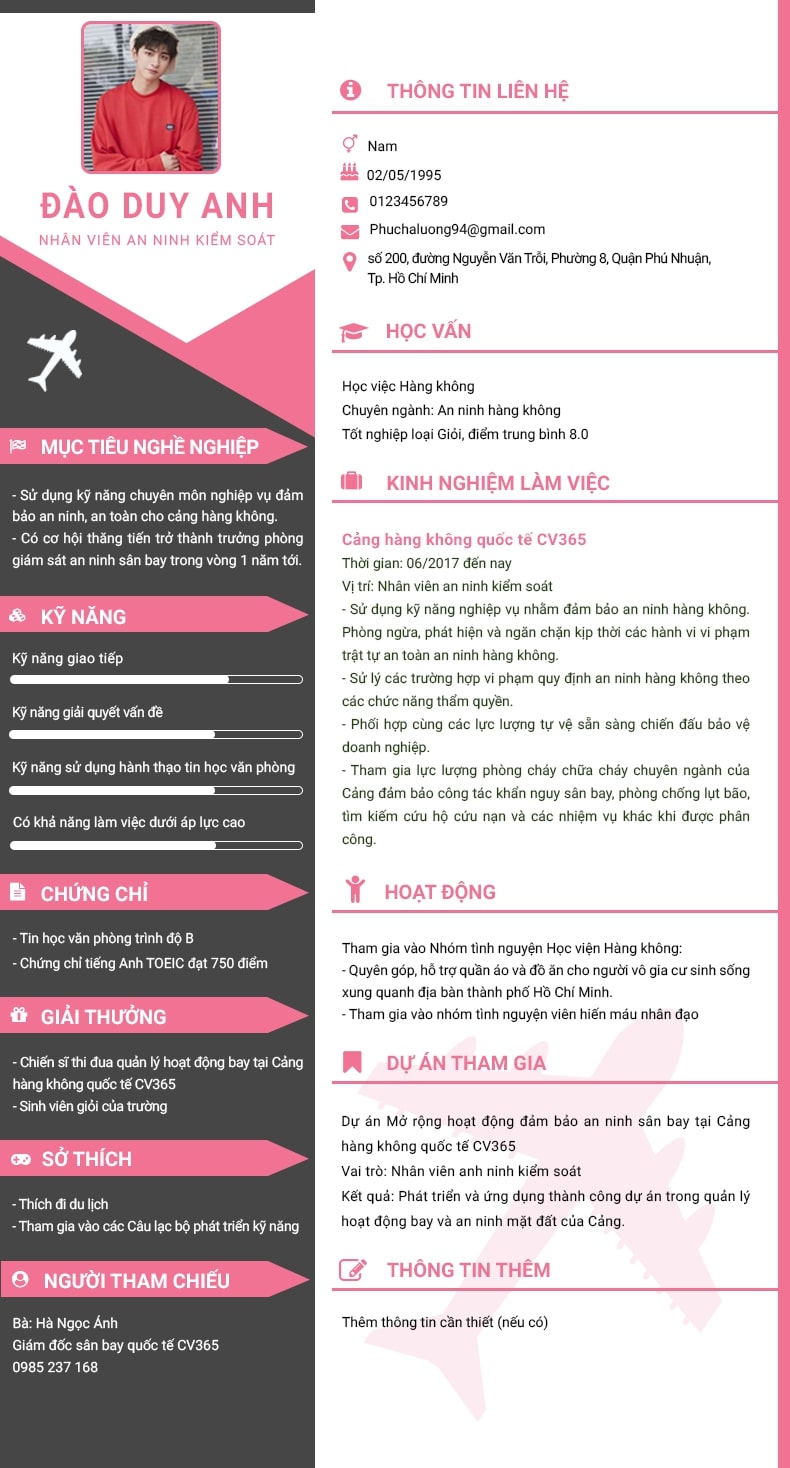 ĐÀO DUY ANH
NHÂN VIÊN AN NINH KIỂM SOÁT
MỤC TIÊU NGHỀ NGHIỆP
- Sử dụng kỹ năng chuyên môn nghiệp vụ đảm
bảo an ninh, an toàn cho cảng hàng không.
- Có cơ hội thăng tiến trở thành trưởng phòng
giám sát an ninh sân bay trong vòng 1 năm tới.
KỸ NĂNG
Kỹ năng giao tiếp
Kỹ năng giải quyết vấn đề
Kỹ năng sử dụng hành thạo tin học văn phòng
Có khả năng làm việc dưới áp lực cao
CHỨNG CHỈ
- Tin học văn phòng trình độ B
- Chứng chỉ tiếng Anh TOEIC đạt 750 điểm
GIẢI THƯỞNG
- Chiến sĩ thi đua quản lý hoạt động bay tại Cảng
hàng không quốc tế CV365
- Sinh viên giỏi của trường
SỞ THÍCH
- Thích đi du lịch
- Tham gia vào các Câu lạc bộ phát triển kỹ năng
NGƯỜI THAM CHIẾU
Bà: Hà Ngọc Ánh
Giám đốc sân bay quốc tế CV365
0985 237 168
THÔNG TIN LIÊN HỆ
Nam
02/05/1995
0123456789
Phuchaluong94@gmail.com
số 200, đường Nguyễn Văn Trỗi, Phường 8, Quận Phú Nhuận,
Tp. Hồ Chí Minh
HỌC VẤN
Học việc Hàng không
Chuyên ngành: An ninh hàng không
Tốt nghiệp loại Giỏi, điểm trung bình 8.0
KINH NGHIỆM LÀM VIỆC
Cảng hàng không quốc tế CV365
Thời gian: 06/2017 đến nay
Vị trí: Nhân viên an ninh kiểm soát
- Sử dụng kỹ năng nghiệp vụ nhằm đảm bảo an ninh hàng không.
Phòng ngừa, phát hiện và ngăn chặn kịp thời các hành vi vi phạm
trật tự an toàn an ninh hàng không.
- Sử lý các trường hợp vi phạm quy định an ninh hàng không theo
các chức năng thẩm quyền.
- Phối hợp cùng các lực lượng tự vệ sẵn sàng chiến đấu bảo vệ
doanh nghiệp.
- Tham gia lực lượng phòng cháy chữa cháy chuyên ngành của
Cảng đảm bảo công tác khẩn nguy sân bay, phòng chống lụt bão,
tìm kiếm cứu hộ cứu nạn và các nhiệm vụ khác khi được phân
công.
HOẠT ĐỘNG
Tham gia vào Nhóm tình nguyện Học viện Hàng không:
- Quyên góp, hỗ trợ quần áo và đồ ăn cho người vô gia cư sinh sống
xung quanh địa bàn thành phố Hồ Chí Minh.
- Tham gia vào nhóm tình nguyện viên hiến máu nhân đạo
DỰ ÁN THAM GIA
Dự án Mở rộng hoạt động đảm bảo an ninh sân bay tại Cảng
hàng không quốc tế CV365
Vai trò: Nhân viên anh ninh kiểm soát
Kết quả: Phát triển và ứng dụng thành công dự án trong quản lý
hoạt động bay và an ninh mặt đất của Cảng.
THÔNG TIN THÊM
Thêm thông tin cần thiết (nếu có)